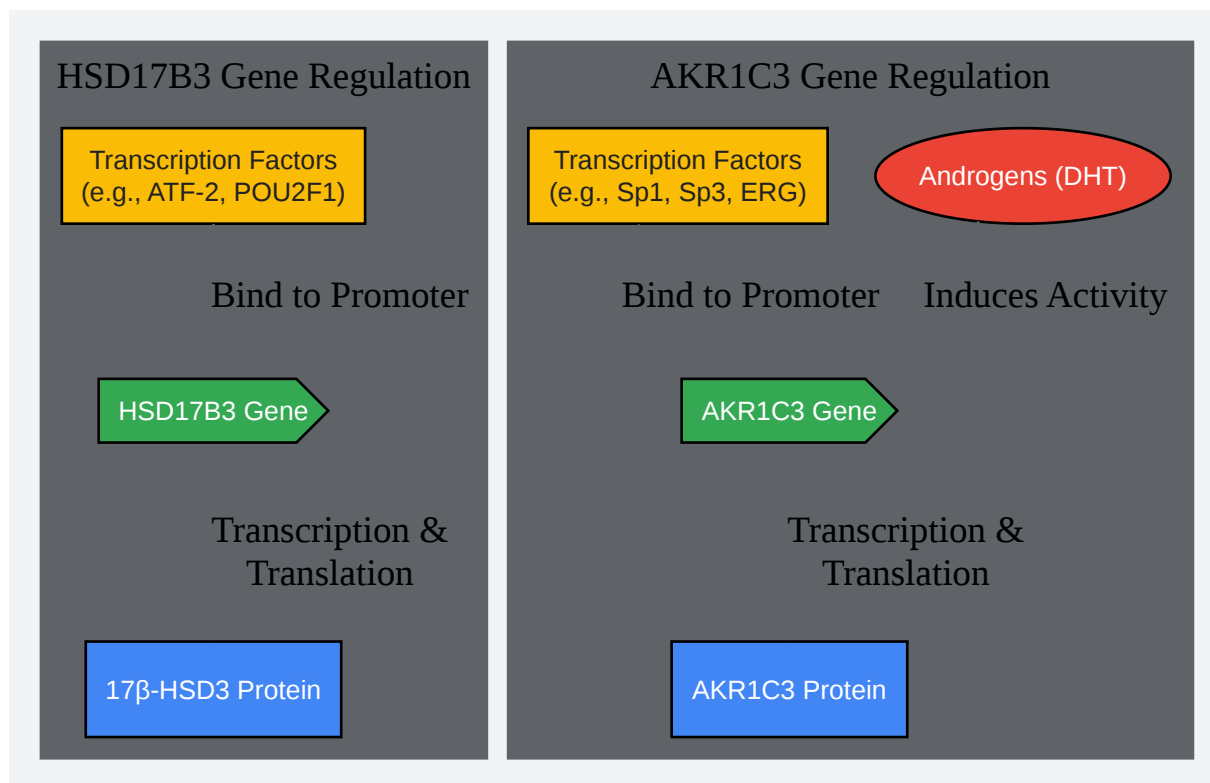 HSD17B3 Gene Regulation
Transcription Factors
(e.g., ATF-2, POU2F1)
Bind to Promoter
HSD17B3 Gene
Transcription &
Translation
17β-HSD3 Protein
AKR1C3 Gene Regulation
Transcription Factors
(e.g., Sp1, Sp3, ERG)
Androgens (DHT)
Bind to Promoter
Induces Activity
AKR1C3 Gene
Transcription &
Translation
AKR1C3 Protein